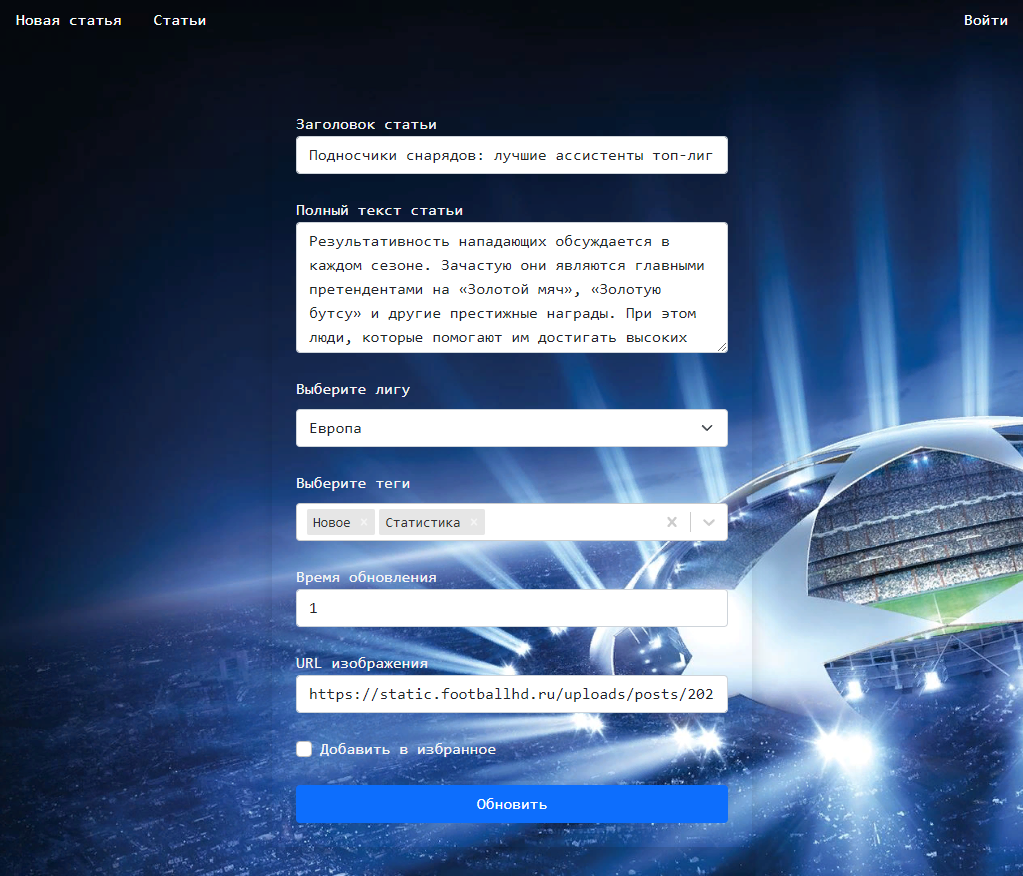 Новая статья
Статьи
Войти
Заголовок статьи
Подносчики снарядов: лучшие ассистенты топ-лиг
Полный текст статьи
Результативность нападающих обсуждается в
каждом сезоне. Зачастую они являются главными
претендентами на «Золотой мяч», «Золотую
бутсу» и другие престижные награды. При этом
люди, которые помогают им достигать высоких
Выберите лигу
Европа
Выберите теги
Новое
Статистика
Время обновления
1
URL изображения
https://static.footballhd.ru/uploads/posts/202
Добавить в избранное
Обновить